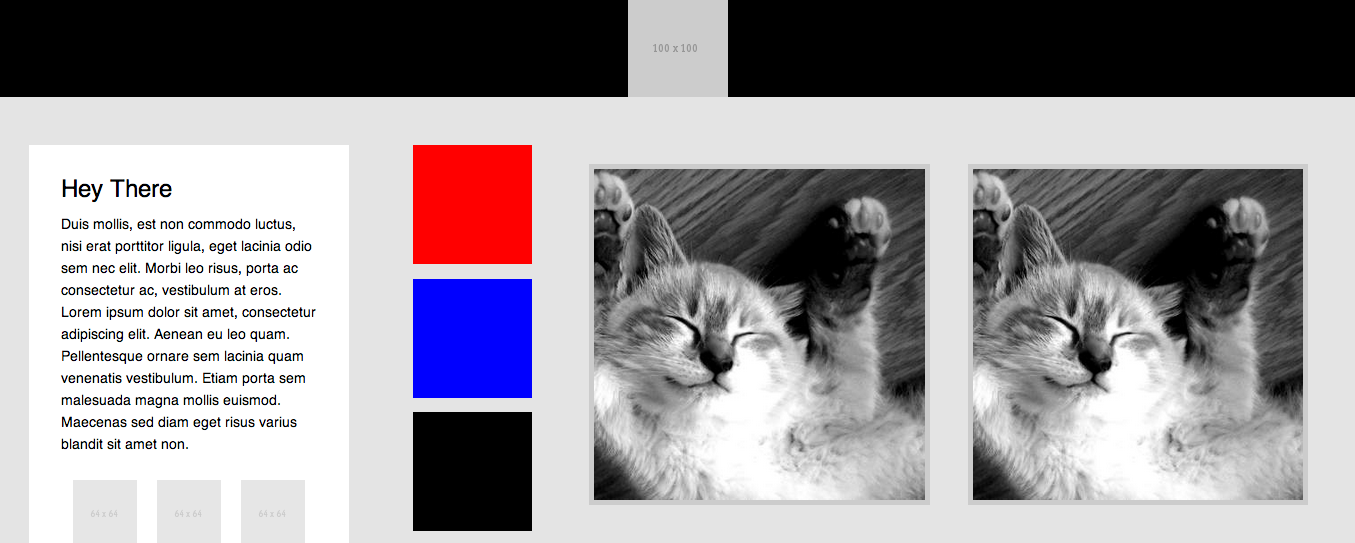 100 x 100
Hey There
Duis mollis, est non commodo luctus,
nisi erat porttitor ligula, eget lacinia odio
sem nec elit. Morbi leo risus, porta ac
consectetur ac, vestibulum at eros.
Lorem ipsum dolor sit amet, consectetur
adipiscing elit. Aenean eu leo quam.
Pellentesque ornare sem lacinia quam
venenatis vestibulum. Etiam porta sem
malesuada magna mollis euismod.
Maecenas sed diam eget risus varius
blandit sit amet non.
64 x 64
64 x 64
64 x 64